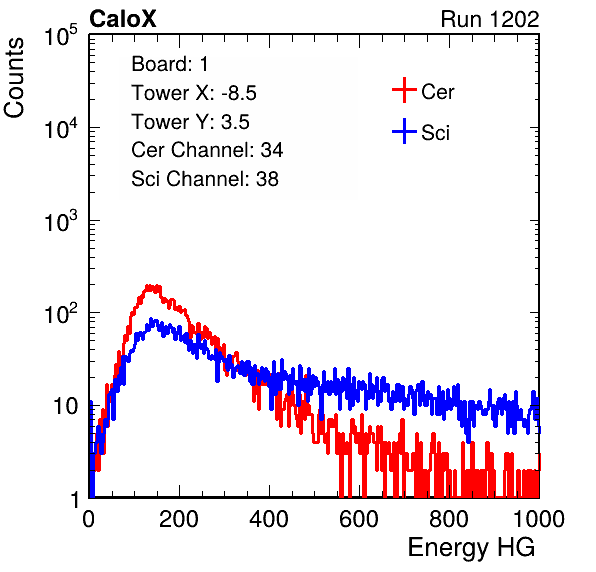 CaloX Run 1202
Counts
10^5
10^4
10^3
10^2
10
1
Board: 1
Tower X: -8.5
Tower Y: 3.5
Cer Channel: 34
Sci Channel: 38
Cer
Sci
0 200 400 600 800 1000
Energy HG